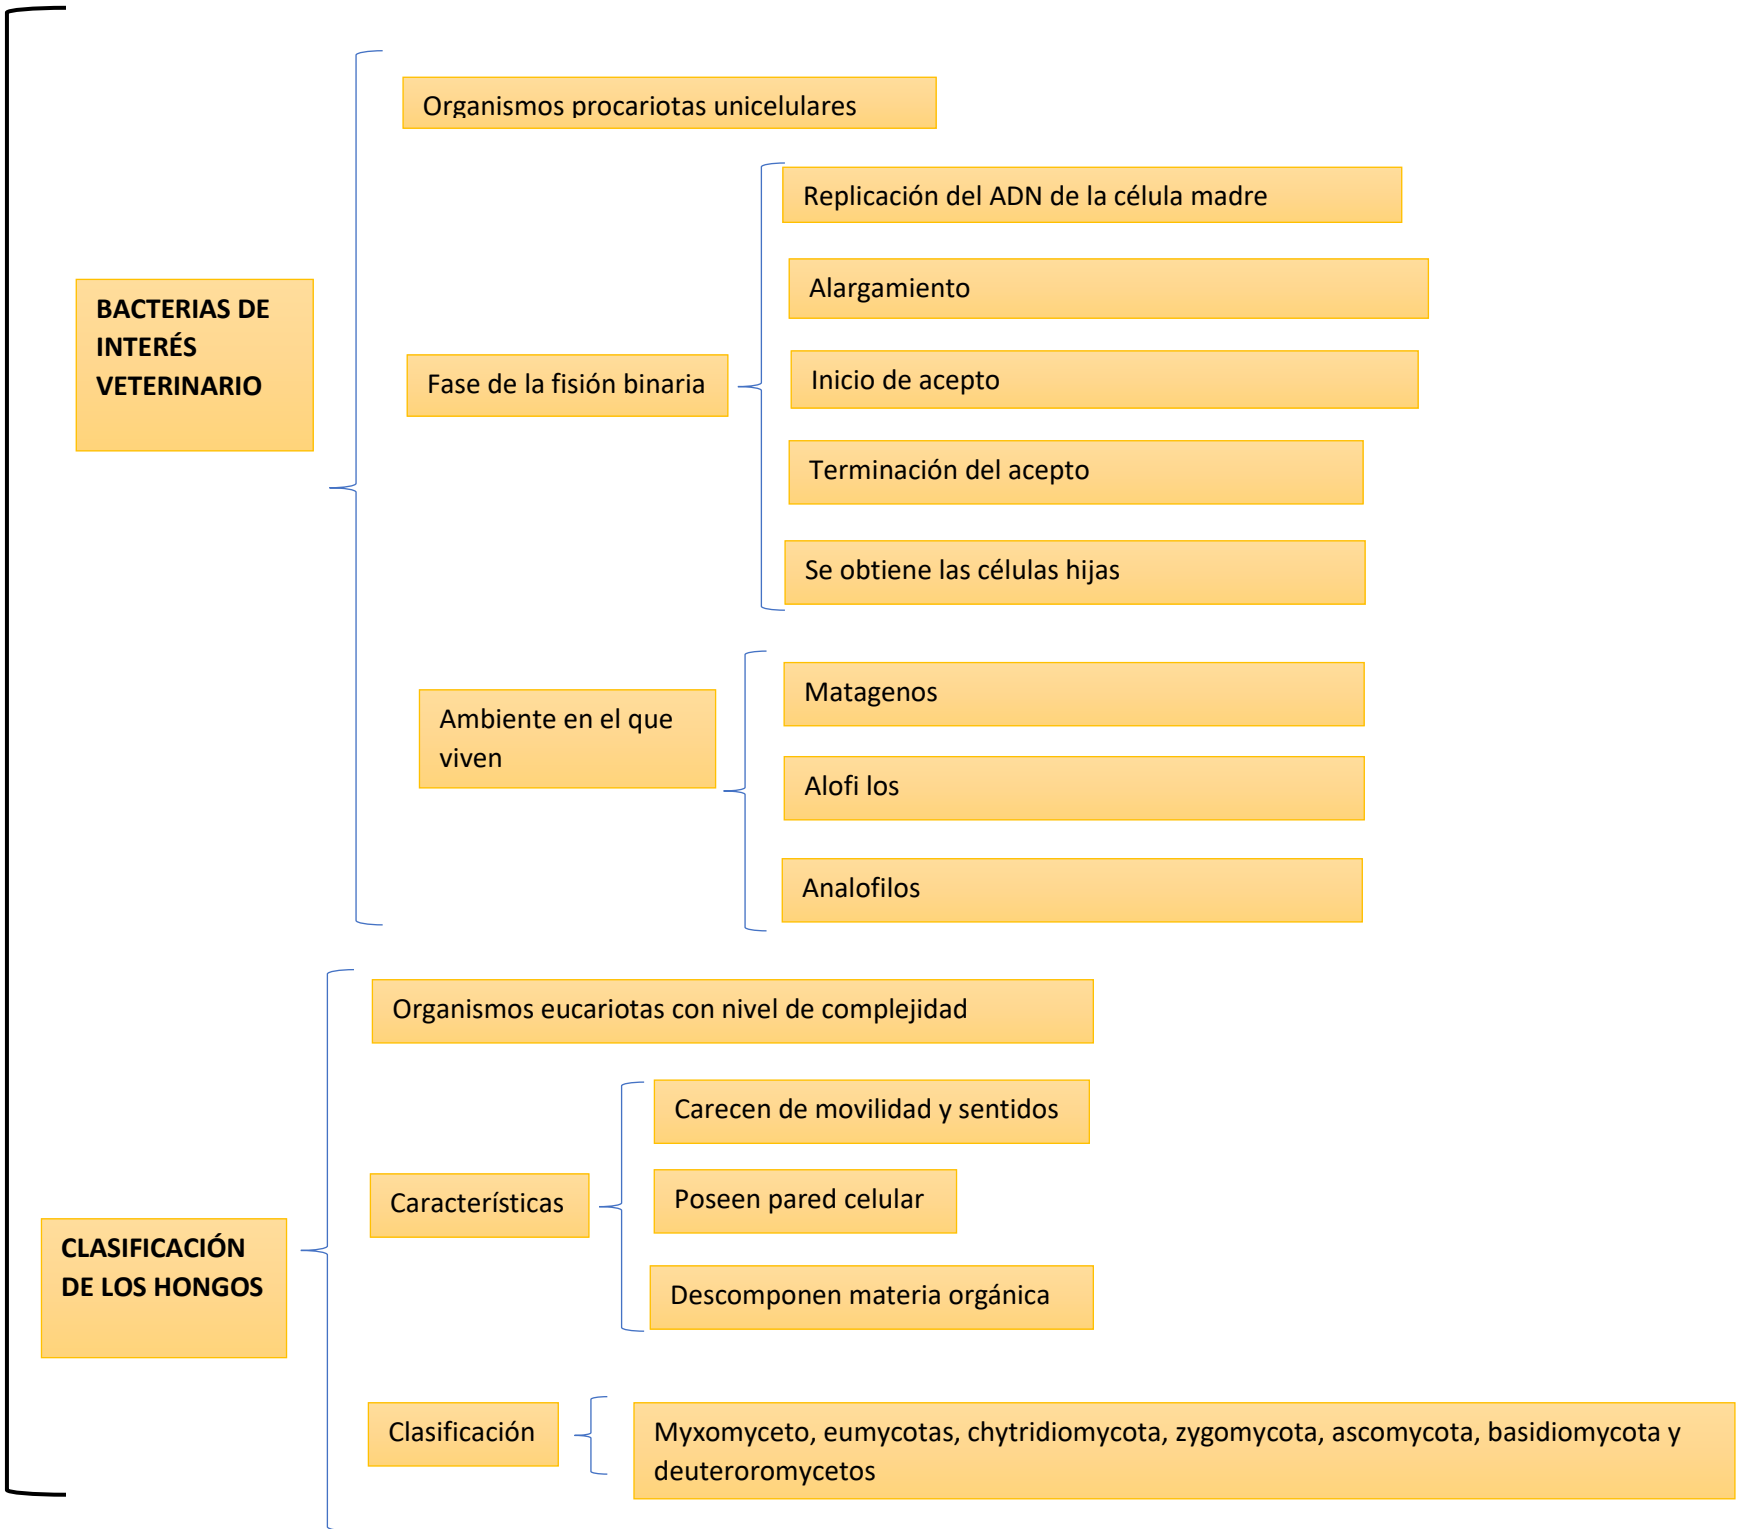 Organismos procariotas unicelulares
Replicación del ADN de la célula madre
Alargamiento
BACTERIAS DE
INTERÉS
VETERINARIO
Fase de la fisión binaria
Inicio de acepto
Terminación del acepto
Se obtiene las células hijas
Ambiente en el que
viven
Matagenos
Alofi los
Analofilos
Organismos eucariotas con nivel de complejidad
Carecen de movilidad y sentidos
Características
Poseen pared celular
CLASIFICACIÓN
DE LOS HONGOS
Descomponen materia orgánica
Clasificación
Myxomyceto, eumycotas, chytridiomycota, zygomycota, ascomycota, basidiomycota y
deuteroromycetos